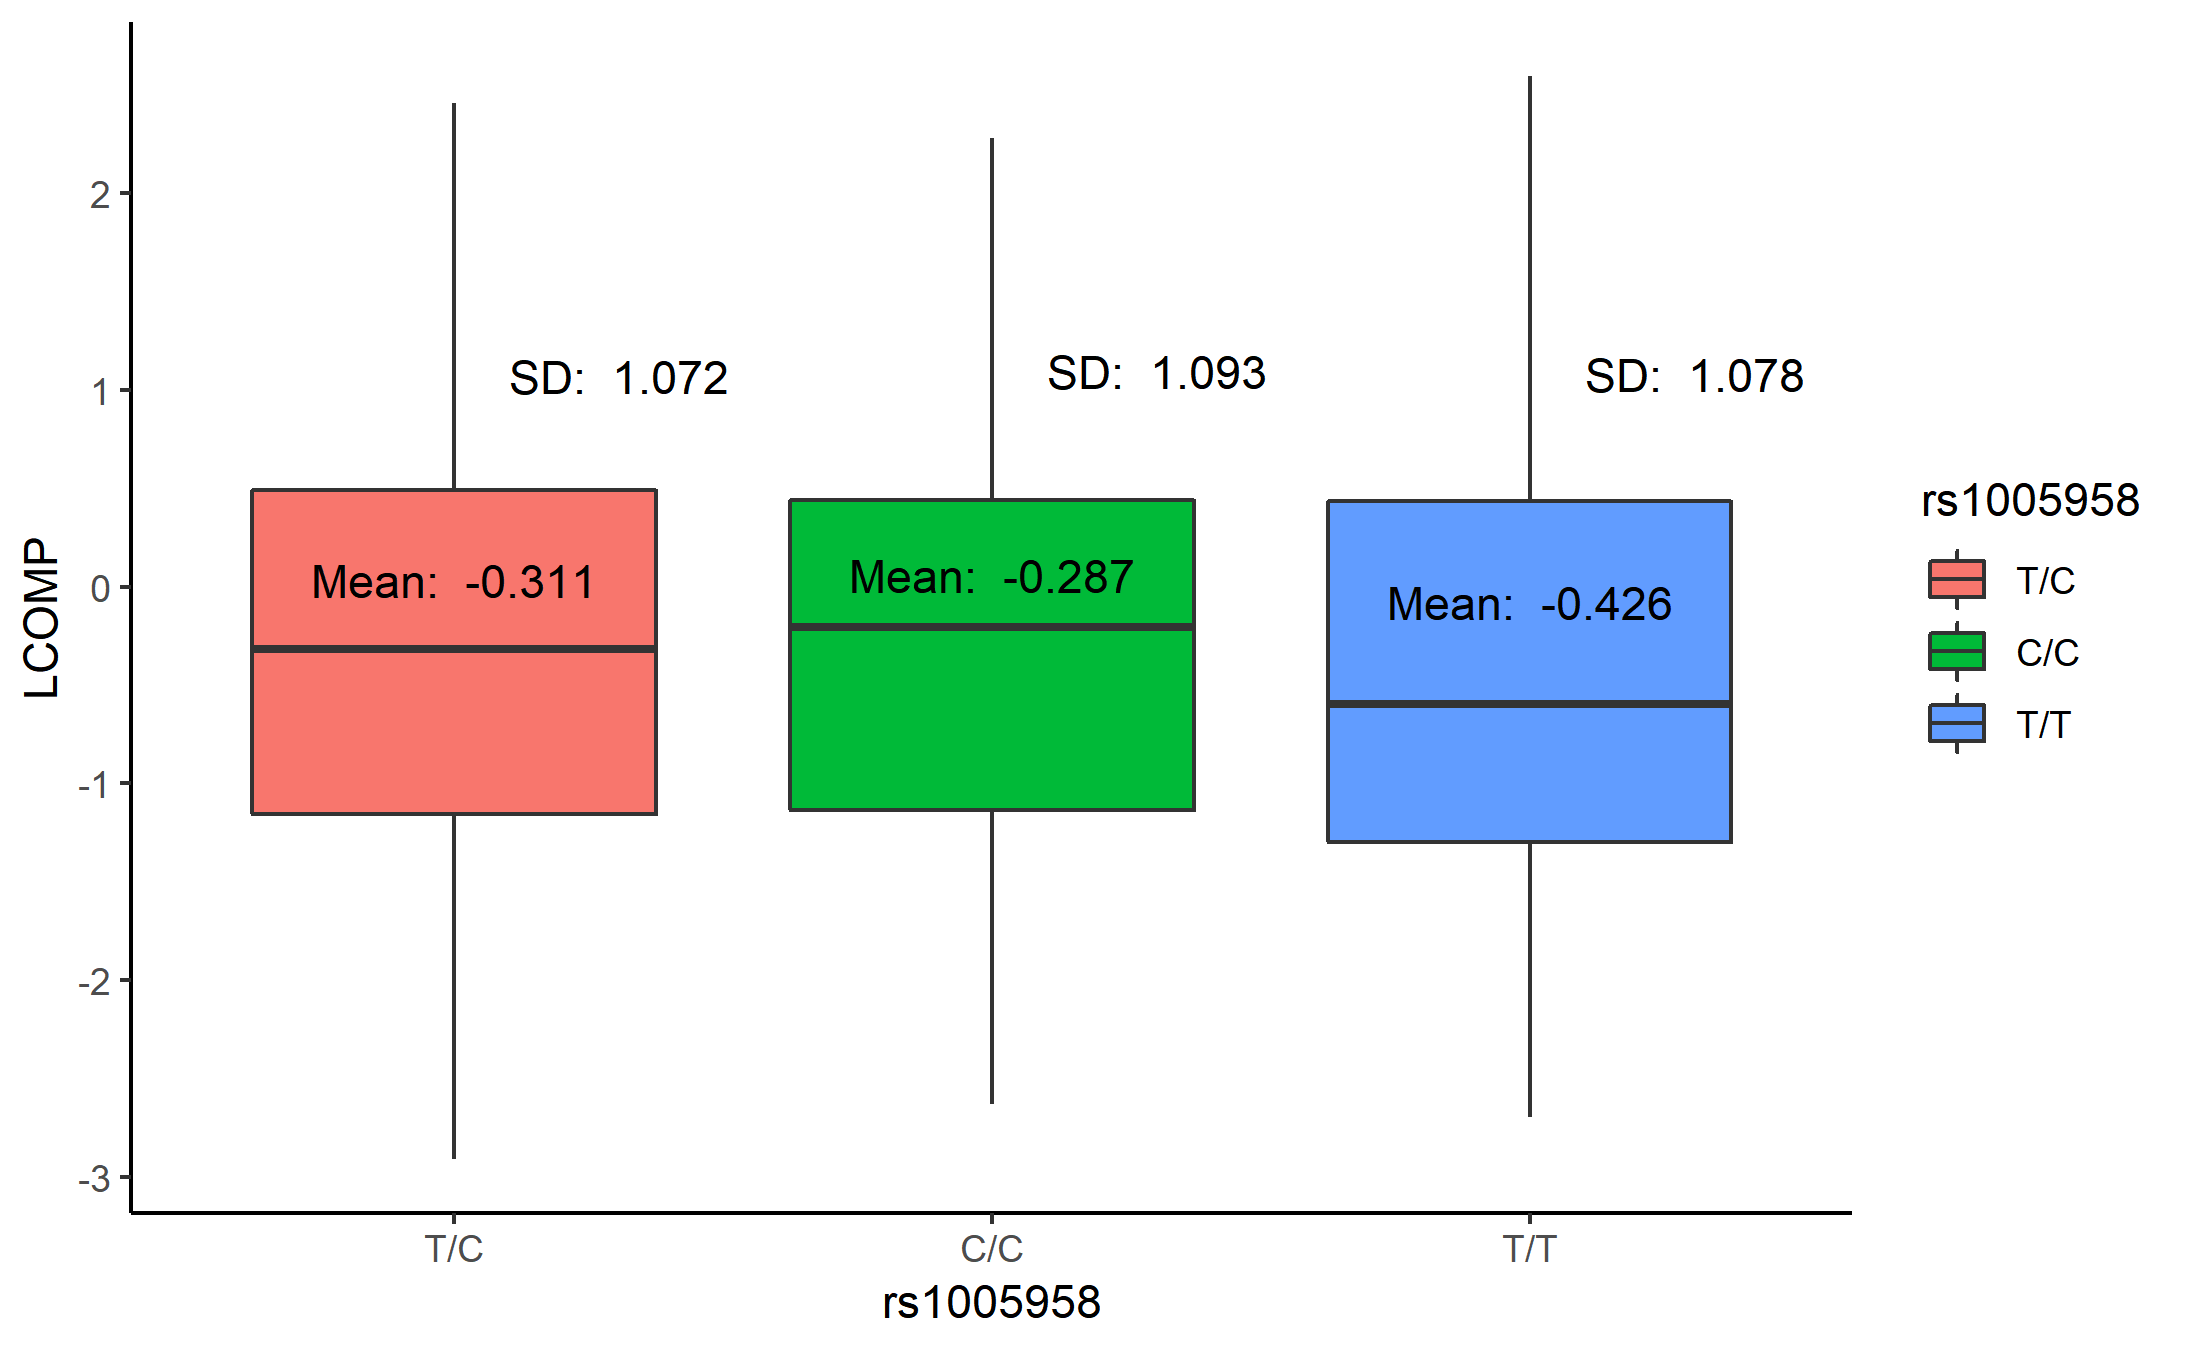 LCOMP
2
1
0
-1
-2
-3
SD: 1.072
SD: 1.093
SD: 1.078
Mean: -0.311
Mean: -0.287
Mean: -0.426
T/C
C/C
T/T
rs1005958
rs1005958
T/C
C/C
T/T